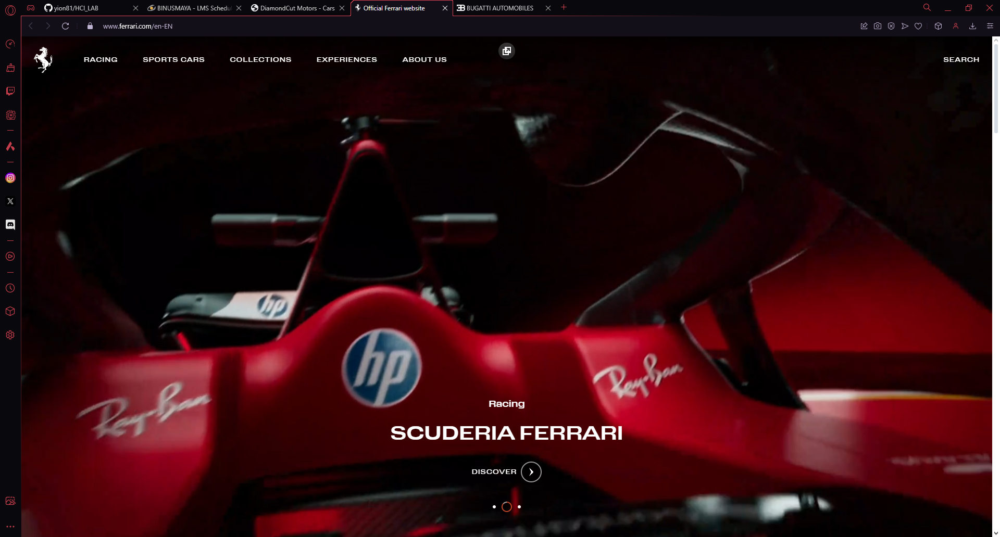 yion81/HCI_LAB
BINUSMAYA - LMS Schedul
DiamondCut Motors - Cars
Official Ferrari website
BUGATTI AUTOMOBILES
www.ferrari.com/en-EN
RACING
SPORTS CARS
COLLECTIONS
EXPERIENCES
ABOUT US
SEARCH
hp
hp
Ray-Ban
Ray-Ban
Racing
SCUDERIA FERRARI
DISCOVER